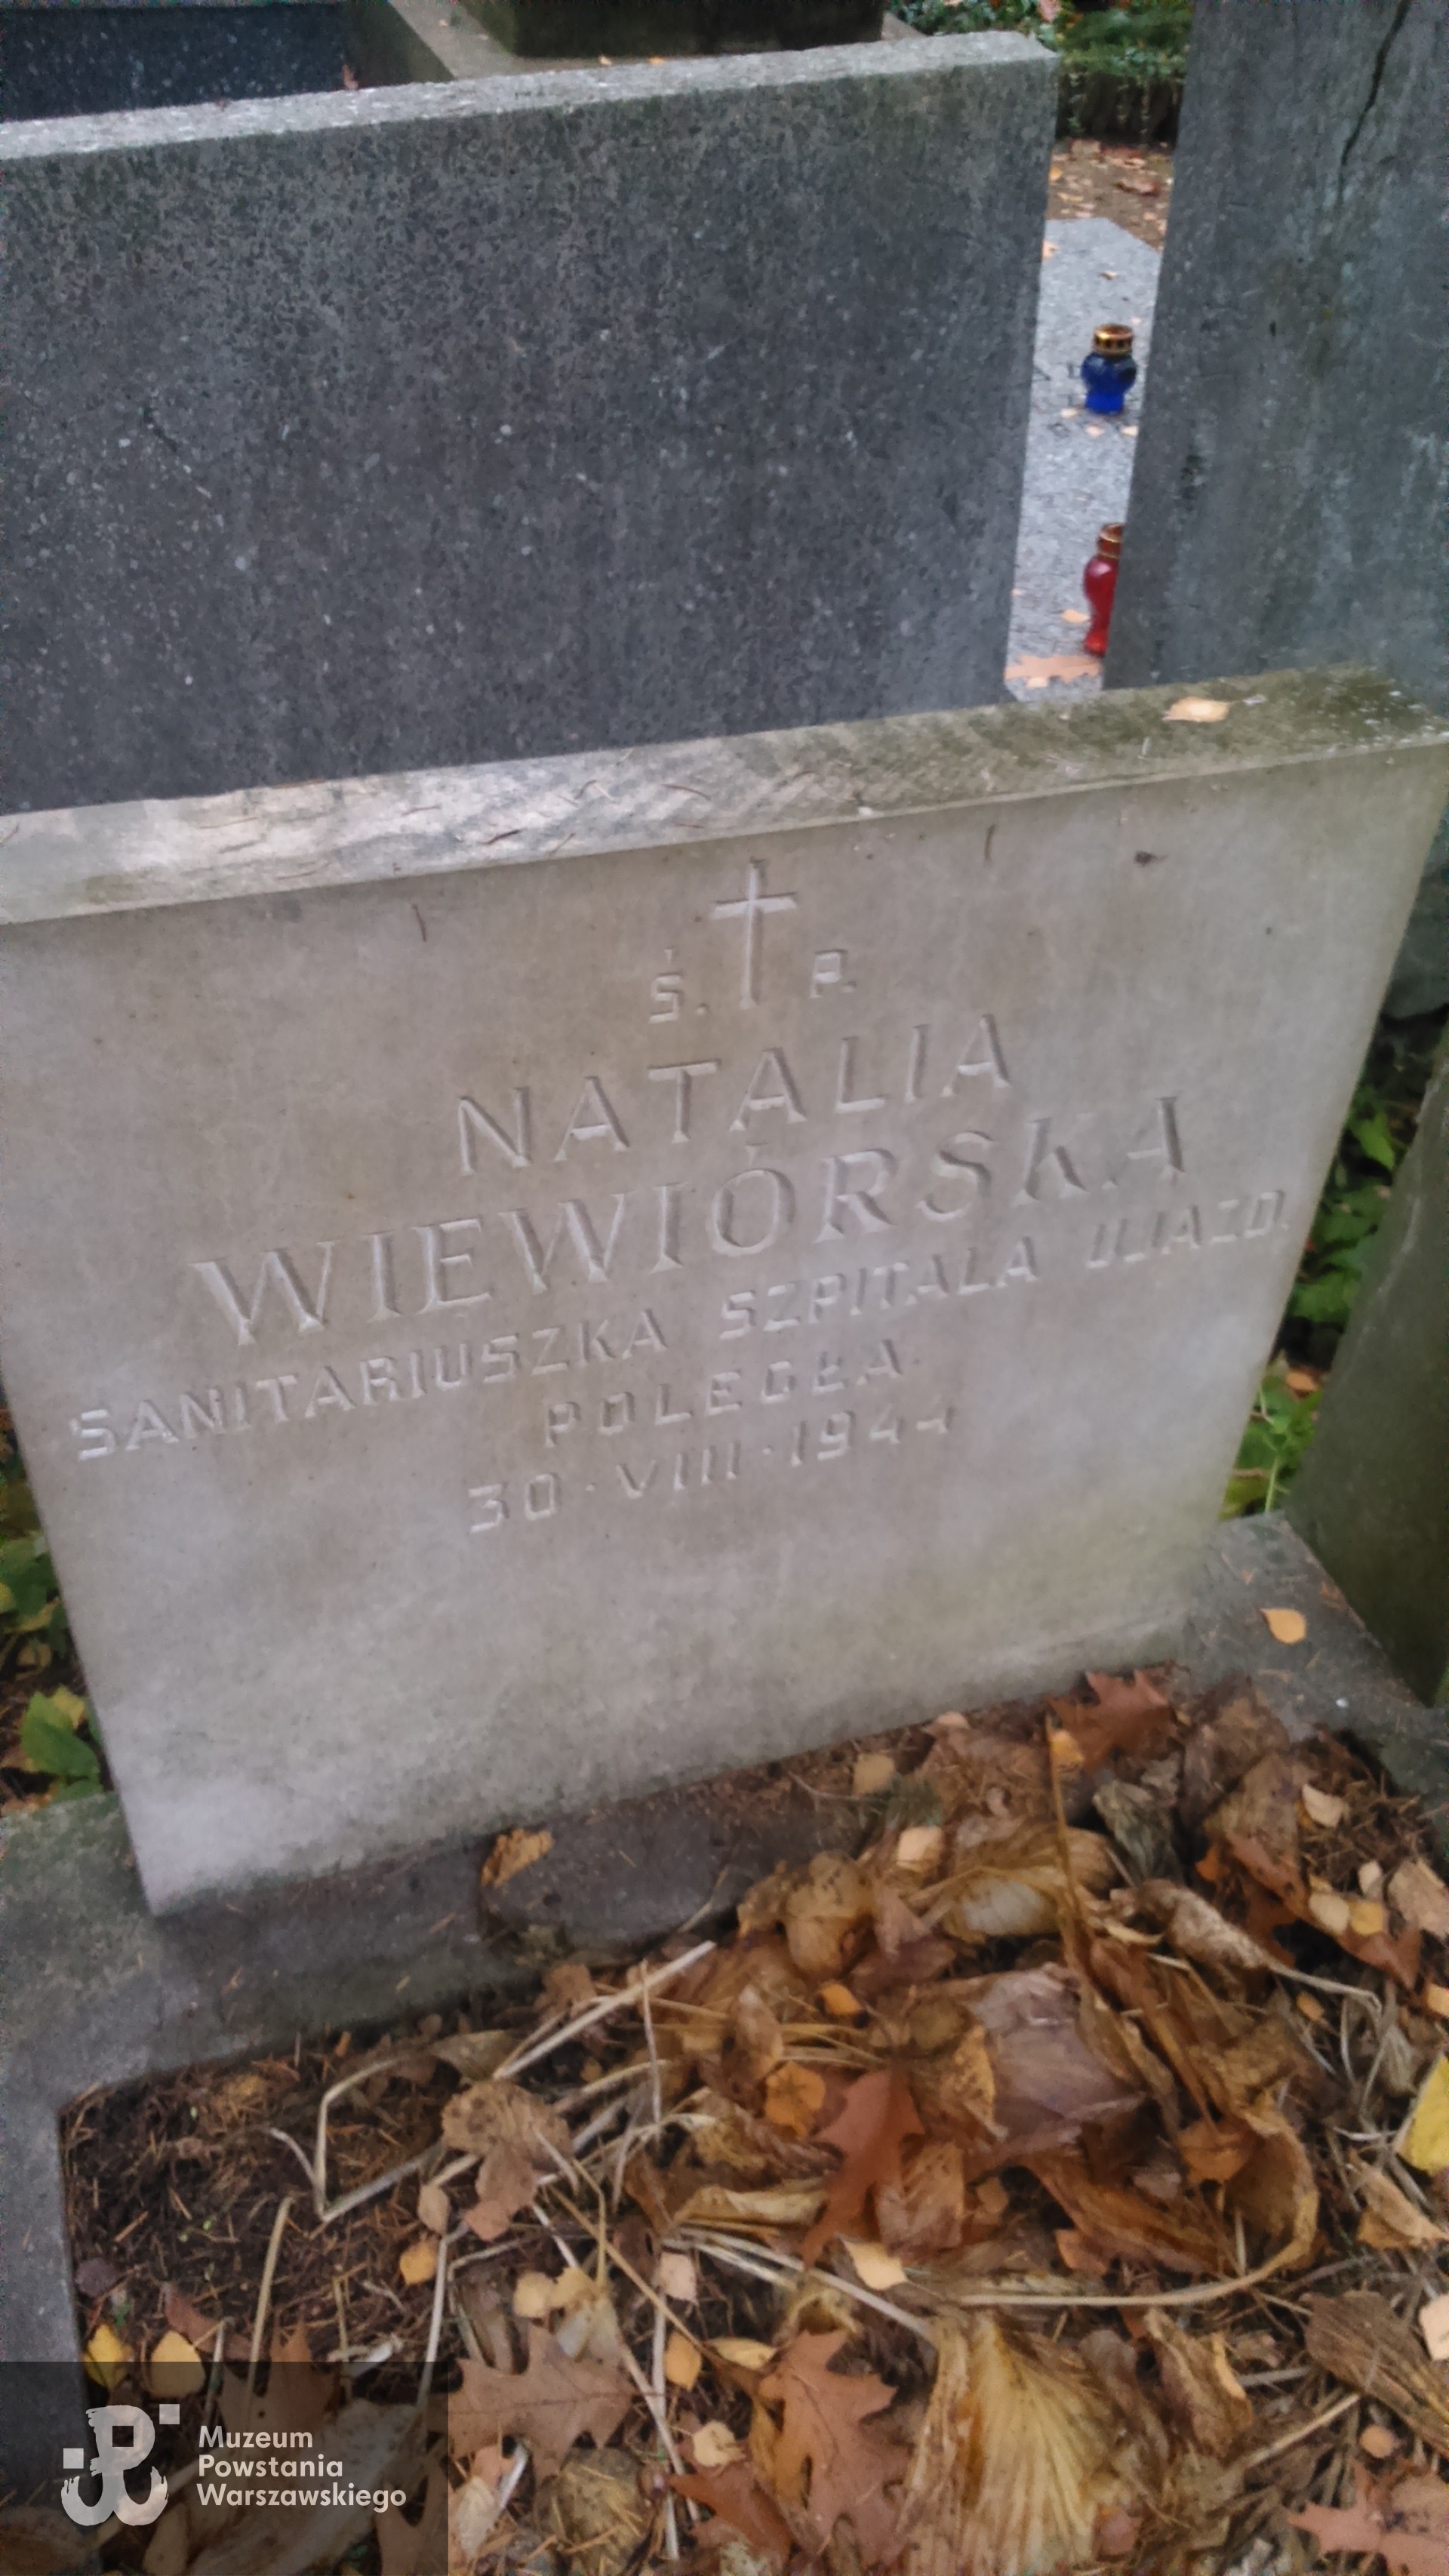 Ś. P.
NATALIA
WIEWIÓRSKA
SANITARIUSZKA SZPITALA UJAZD.
POLEGŁA
30·VIII·1944
Muzeum
Powstania
Warszawskiego